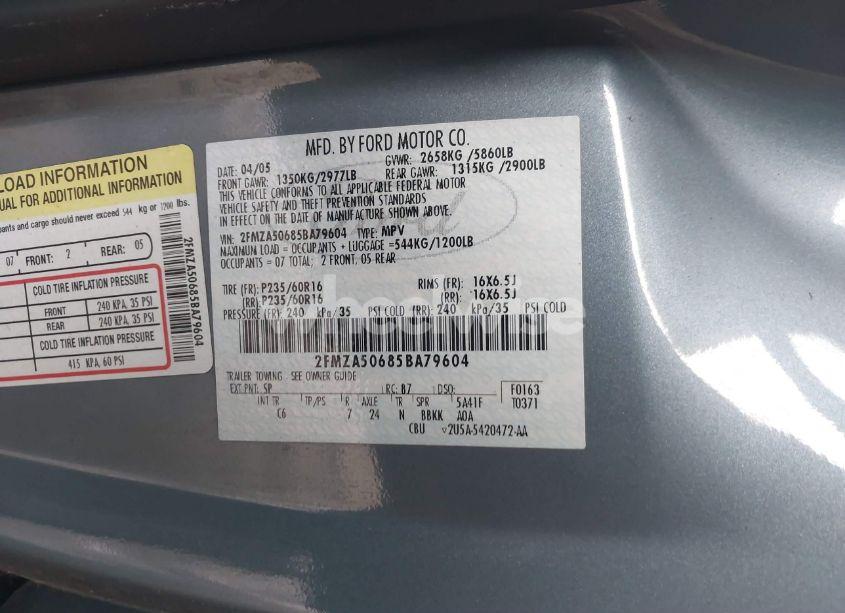 LOAD INFORMATION
UAL FOR ADDITIONAL INFORMATION
pants and cargo should never exceed 544 kg or 1200 lbs.
07 FRONT: 2 REAR: 05
COLD TIRE INFLATION PRESSURE
FRONT 240 KPA, 35 PSI
REAR 240 KPA, 35 PSI
COLD TIRE INFLATION PRESSURE
415 KPA, 60 PSI
2FMZA50685BA79604
MFD. BY FORD MOTOR CO.
DATE: 04/05 GVWR: 2658KG /5860LB
FRONT GAWR: 1350KG/2977LB REAR GAWR: 1315KG/2900LB
THIS VEHICLE CONFORMS TO ALL APPLICABLE FEDERAL MOTOR
VEHICLE SAFETY AND THEFT PREVENTION STANDARDS
IN EFFECT ON THE DATE OF MANUFACTURE SHOWN ABOVE.
VIN: 2FMZA50685BA79604 TYPE: MPV
MAXIMUM LOAD = OCCUPANTS + LUGGAGE =544KG/1200LB
OCCUPANTS = 07 TOTAL; 2 FRONT, 05 REAR
TIRE (FR): P235/60R16 RIMS (FR): 16X6.5J
(RR): P235/60R16 (RR): 16X6.5J
PRESSURE (FR): 240 kPa/35 PSI COLD (RR): 240 kPa/35 PSI COLD
wheelwise
2FMZA50685BA79604
TRAILER TOWING - SEE OWNER GUIDE
EXT PNT: SP RC: B7 DSO: F0163
INT TR TP/PS R AXLE TR SPR 5A41F T0371
C6 7 24 N BBKK AOA
CBU ▿2U5A-5420472-AA